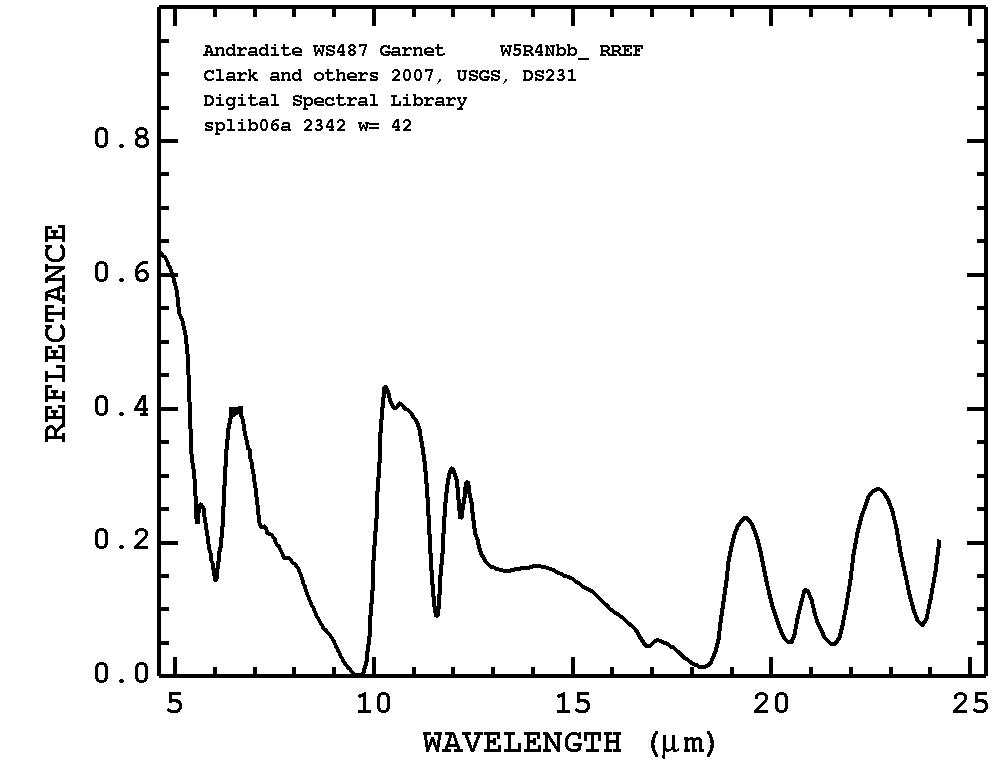 Andradite WS487 Garnet W5R4Nbb_ RREF
Clark and others 2007, USGS, DS231
Digital Spectral Library
splib06a 2342 w= 42
REFLECTANCE
0.8
0.6
0.4
0.2
0.0
5 10 15 20 25
WAVELENGTH (μm)